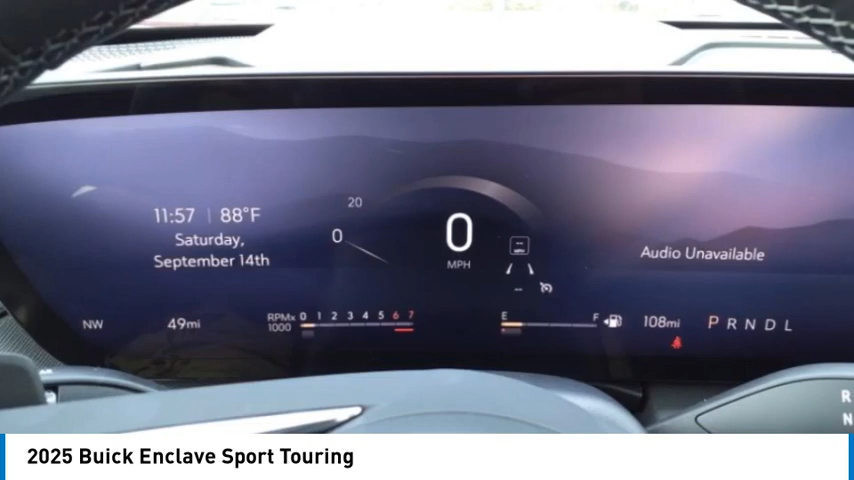 11:57 | 88°F
Saturday,
September 14th
20
0
0
MPH
Audio Unavailable
NW
49mi
RPMx 0 1 2 3 4 5 6 7
1000
E F
108mi
P R N D L
R
N
2025 Buick Enclave Sport Touring